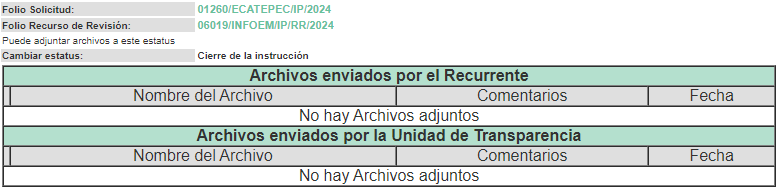 Folio Solicitud: 01260/ECATEPEC/IP/2024
Folio Recurso de Revisión: 06019/INFOEM/IP/RR/2024
Puede adjuntar archivos a este estatus
Cambiar estatus: Cierre de la instrucción
Archivos enviados por el Recurrente
Nombre del Archivo Comentarios Fecha
No hay Archivos adjuntos
Archivos enviados por la Unidad de Transparencia
Nombre del Archivo Comentarios Fecha
No hay Archivos adjuntos